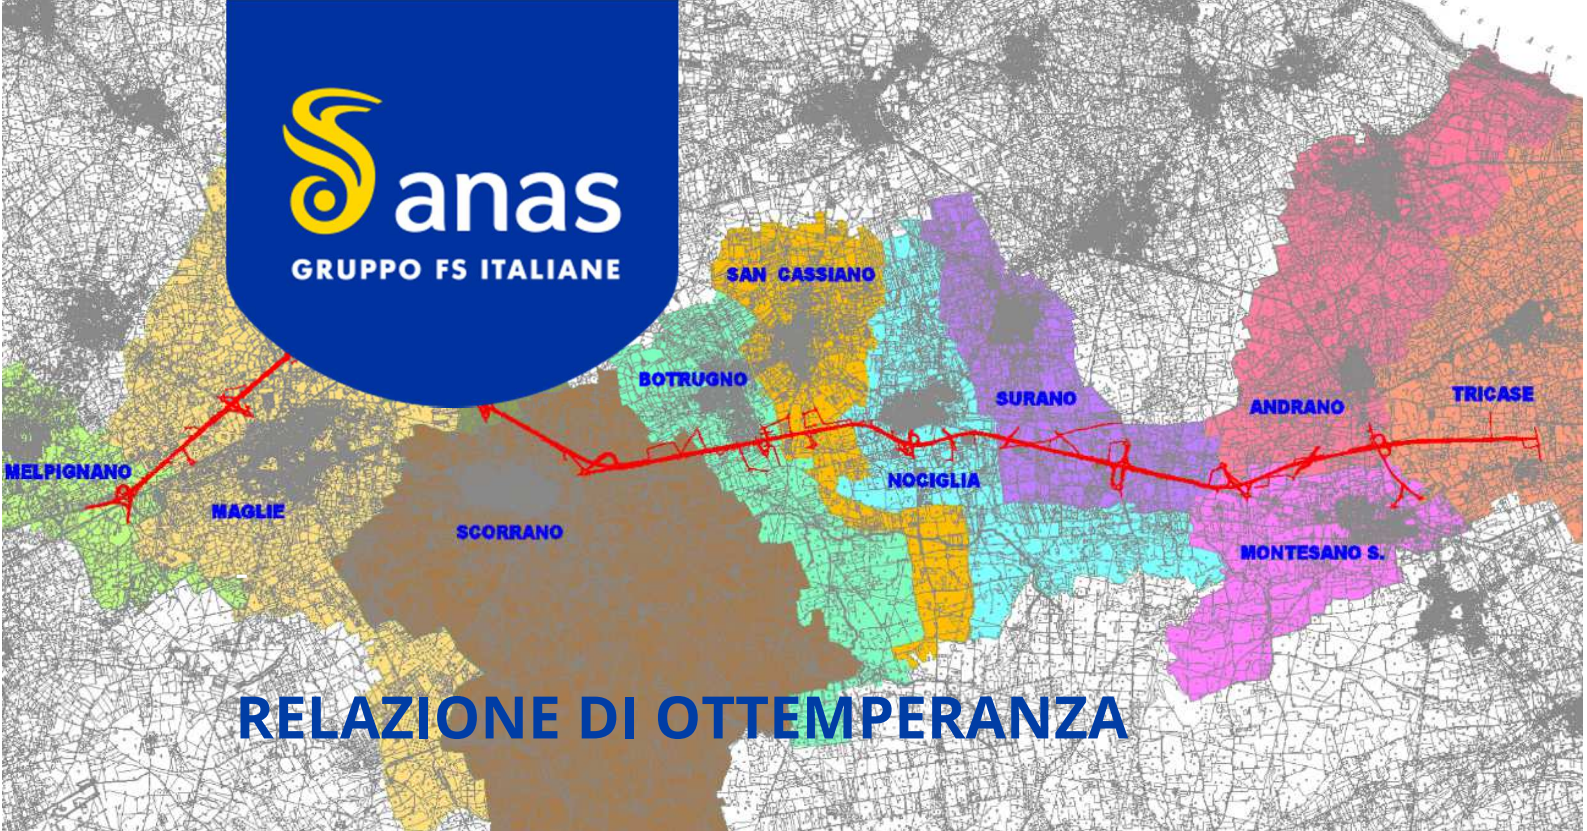 anas
GRUPPO FS ITALIANE
SAN CASSIANO
BOTRUGNO
SURANO
ANDRANO
TRICASE
MELPIGNANO
MAGLIE
SCORRANO
NOCIGLIA
MONTESANO S.
RELAZIONE DI OTTEMPERANZA